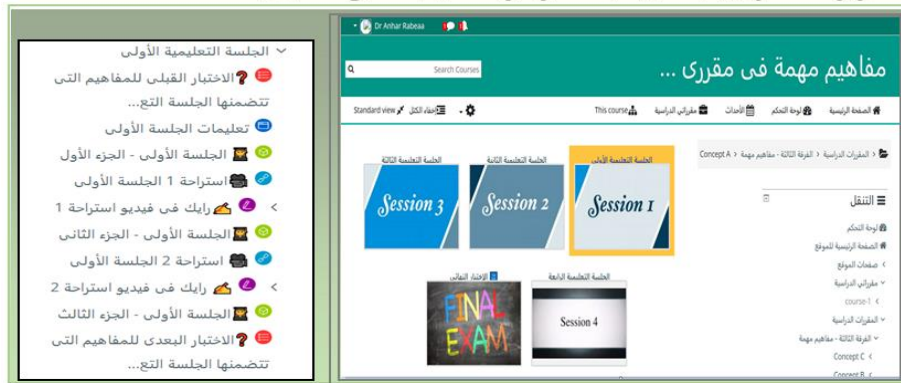 الجلسة التعليمية الأولى
الاختبار القبلى للمفاهيم التى
تتضمنها الجلسة التع...
تعليمات الجلسة الأولى
الجلسة الأولى - الجزء الأول
استراحة 1 الجلسة الأولى
رايك فى فيديو استراحة 1
الجلسة الأولى - الجزء الثانى
استراحة 2 الجلسة الأولى
رايك فى فيديو استراحة 2
الجلسة الأولى - الجزء الثالث
الاختبار البعدى للمفاهيم التى
تتضمنها الجلسة التع...
Dr Anhar Rabeaa
مفاهيم مهمة فى مقررى ...
Search Courses
الصفحة الرئيسية لوحة التحكم الأحداث مقرراتي الدراسية This course إخفاء الكتل Standard view
المقررات الدراسية > الفرقة الثالثة - مفاهيم مهمة > Concept A
الجلسة التعليمية الأولى
الجلسة التعليمية الثانية
الجلسة التعليمية الثالثة
Session 1
Session 2
Session 3
الجلسة التعليمية الرابعة
الاختبار النهائى
Session 4
FINAL
EXAM
التنقل
لوحة التحكم
الصفحة الرئيسية للموقع
صفحات الموقع
مقرراتي الدراسية
course-1
المقررات الدراسية
الفرقة الثالثة - مفاهيم مهمة
Concept C
Concept B